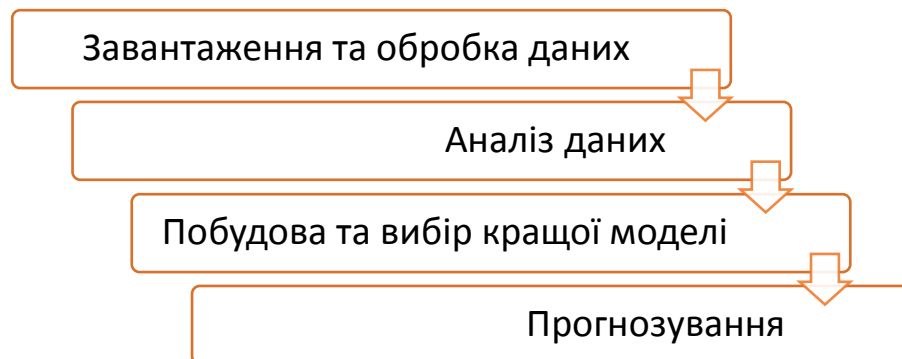 Завантаження та обробка даних
Аналіз даних
Побудова та вибір кращої моделі
Прогнозування